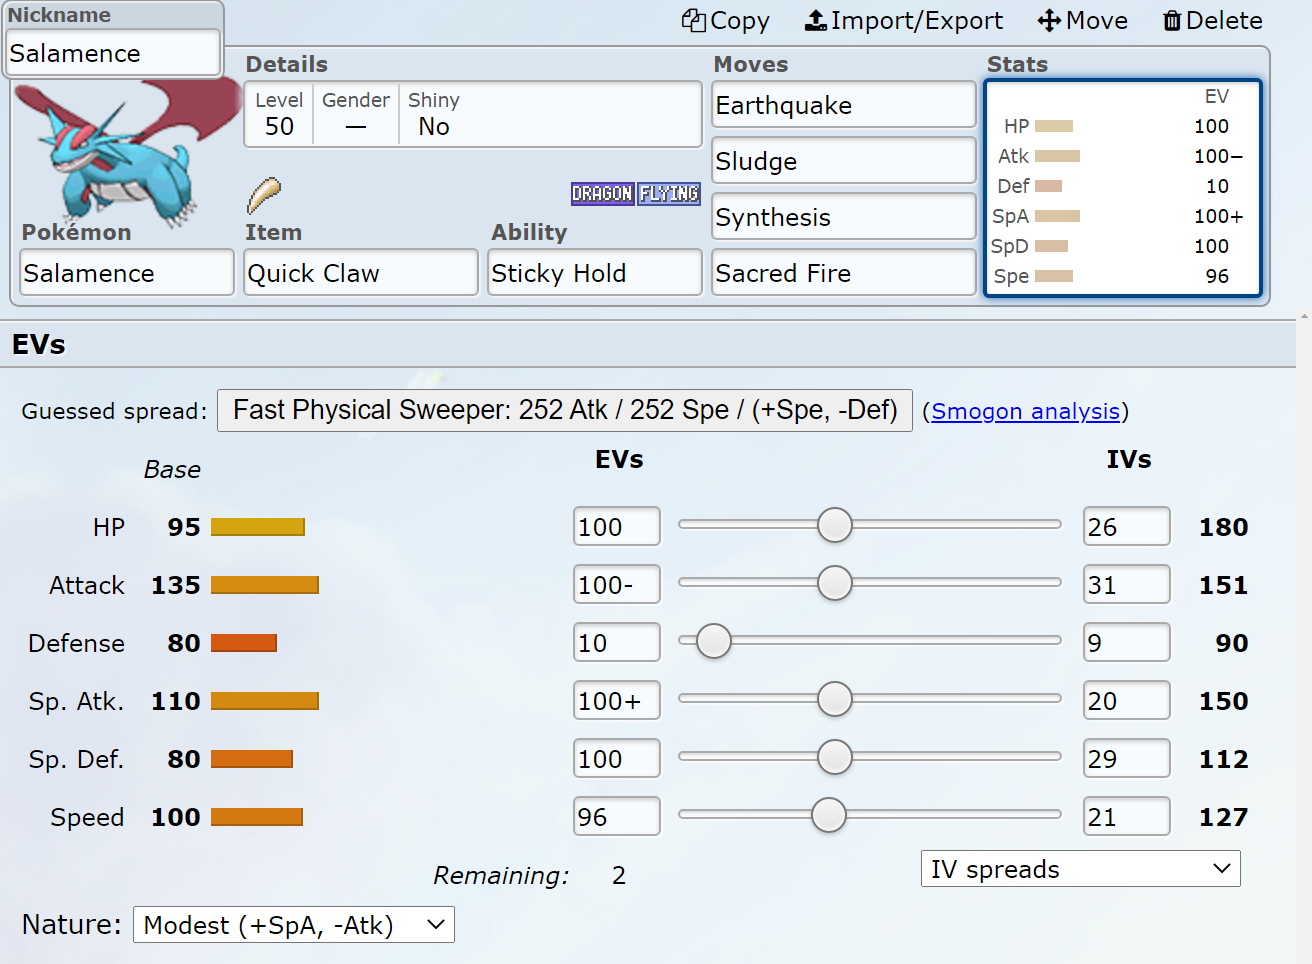 Nickname
Salamence
Copy Import/Export Move Delete
Details
Level Gender Shiny
50 — No
DRAGON FLYING
Pokémon
Salamence
Item
Quick Claw
Ability
Sticky Hold
Moves
Earthquake
Sludge
Synthesis
Sacred Fire
Stats
EV
HP 100
Atk 100−
Def 10
SpA 100+
SpD 100
Spe 96
EVs
Guessed spread: Fast Physical Sweeper: 252 Atk / 252 Spe / (+Spe, -Def) (Smogon analysis)
Base EVs IVs
HP 95 100 26 180
Attack 135 100- 31 151
Defense 80 10 9 90
Sp. Atk. 110 100+ 20 150
Sp. Def. 80 100 29 112
Speed 100 96 21 127
Remaining: 2 IV spreads
Nature: Modest (+SpA, -Atk)